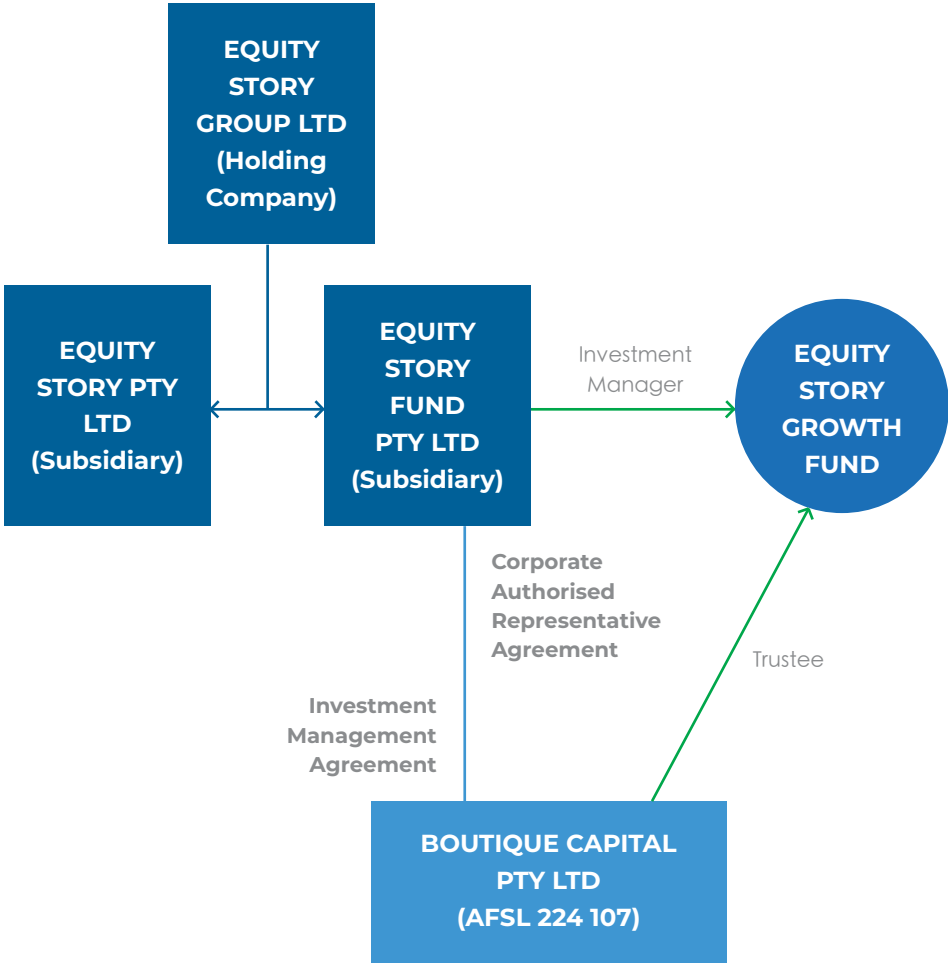 EQUITY
STORY
GROUP LTD
(Holding
Company)
EQUITY
STORY PTY
LTD
(Subsidiary)
EQUITY
STORY
FUND
PTY LTD
(Subsidiary)
Investment
Manager
EQUITY
STORY
GROWTH
FUND
Corporate
Authorised
Representative
Agreement
Trustee
Investment
Management
Agreement
BOUTIQUE CAPITAL
PTY LTD
(AFSL 224 107)